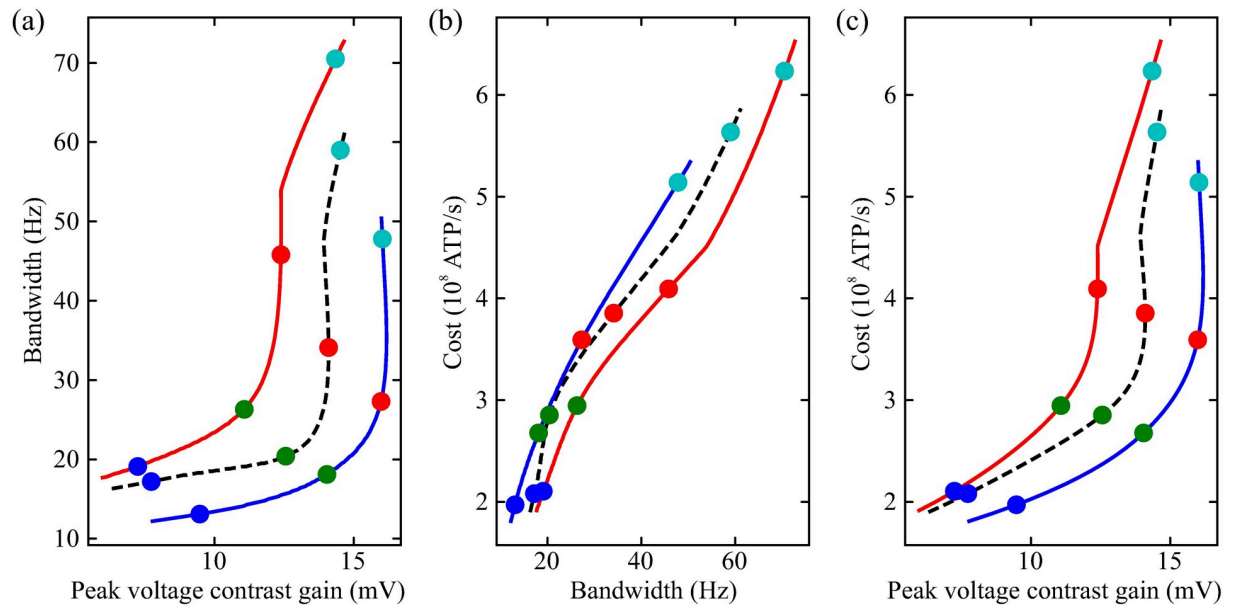 (a)
70
60
50
40
30
20
10
Bandwidth (Hz)
10
15
Peak voltage contrast gain (mV)
(b)
6
5
4
3
2
Cost (10⁸ ATP/s)
20
40
60
Bandwidth (Hz)
(c)
6
5
4
3
2
Cost (10⁸ ATP/s)
10
15
Peak voltage contrast gain (mV)